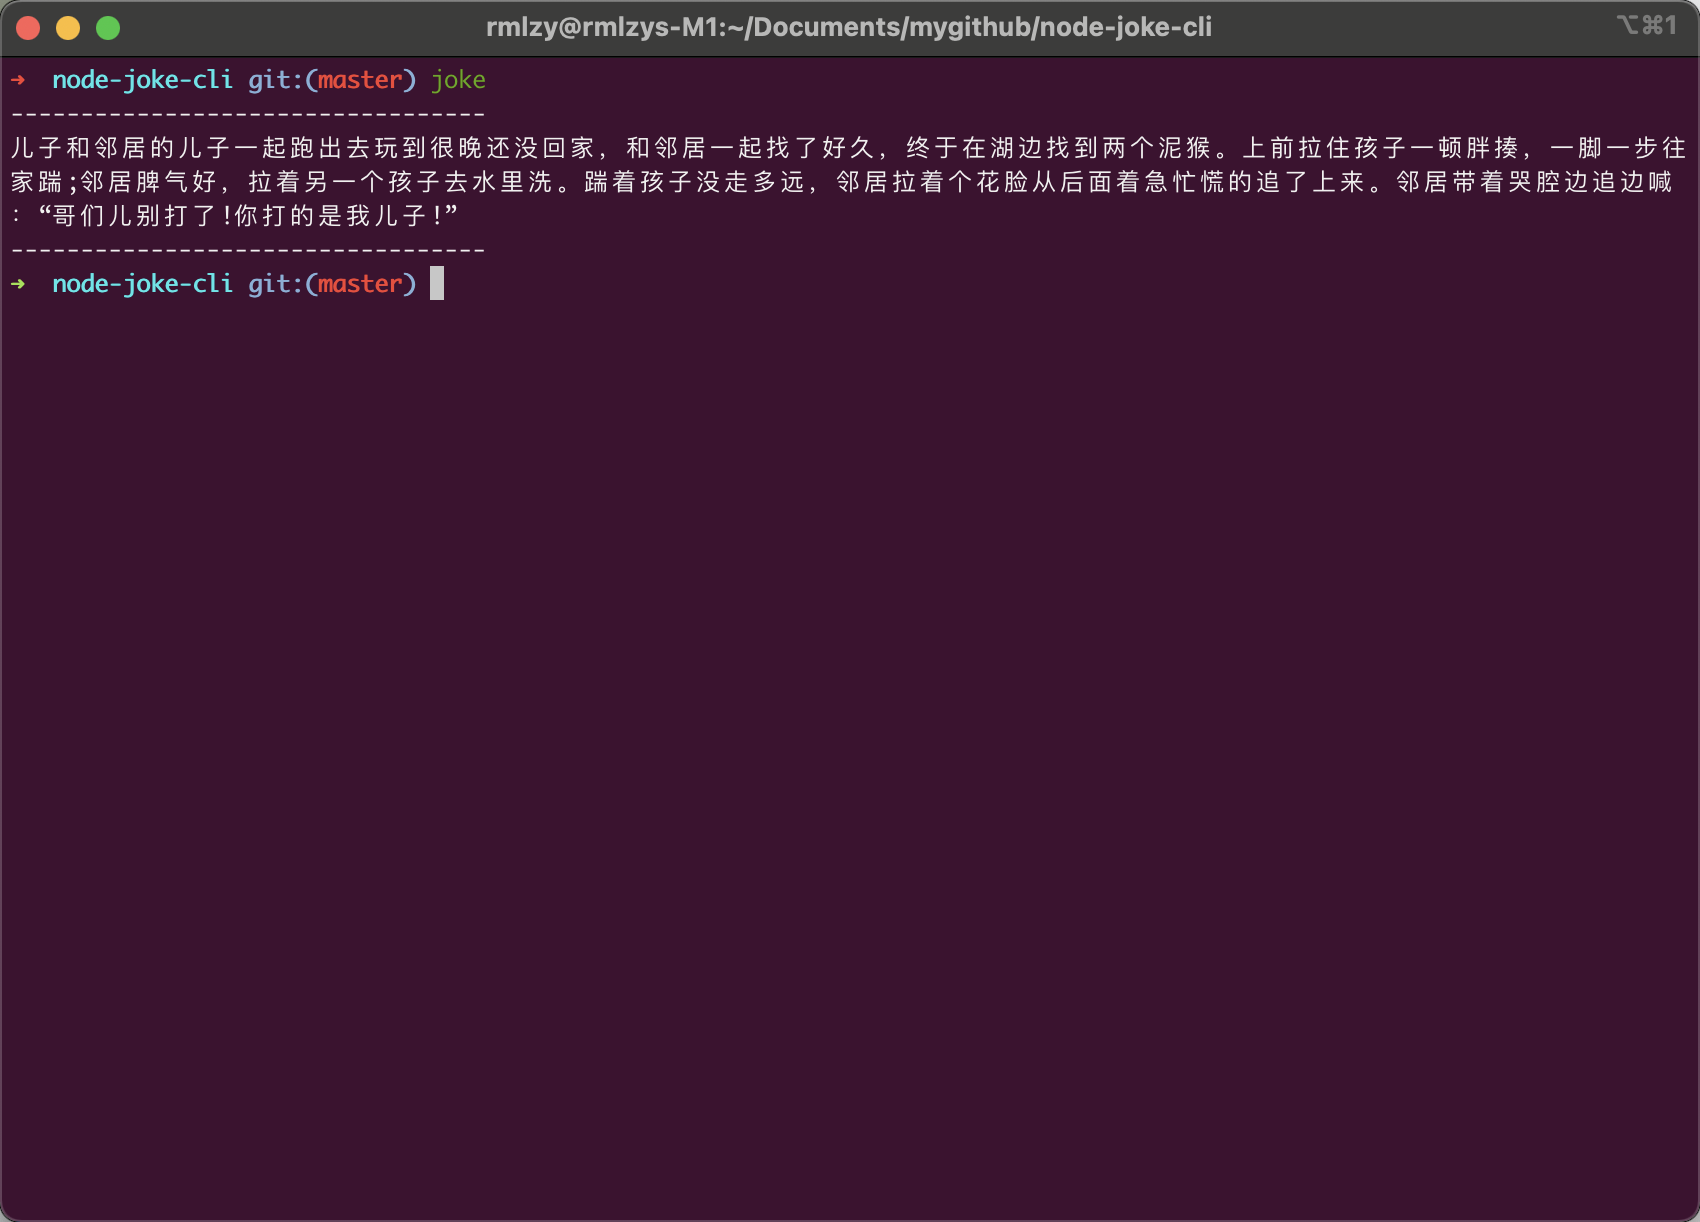 rmlzy@rmlzys-M1:~/Documents/mygithub/node-joke-cli ⌥⌘1
➜  node-joke-cli git:(master) joke
----------------------------------
儿子和邻居的儿子一起跑出去玩到很晚还没回家，和邻居一起找了好久，终于在湖边找到两个泥猴。上前拉住孩子一顿胖揍，一脚一步往
家踹;邻居脾气好，拉着另一个孩子去水里洗。踹着孩子没走多远，邻居拉着个花脸从后面着急忙慌的追了上来。邻居带着哭腔边追边喊
：“哥们儿别打了!你打的是我儿子!”
----------------------------------
➜  node-joke-cli git:(master)